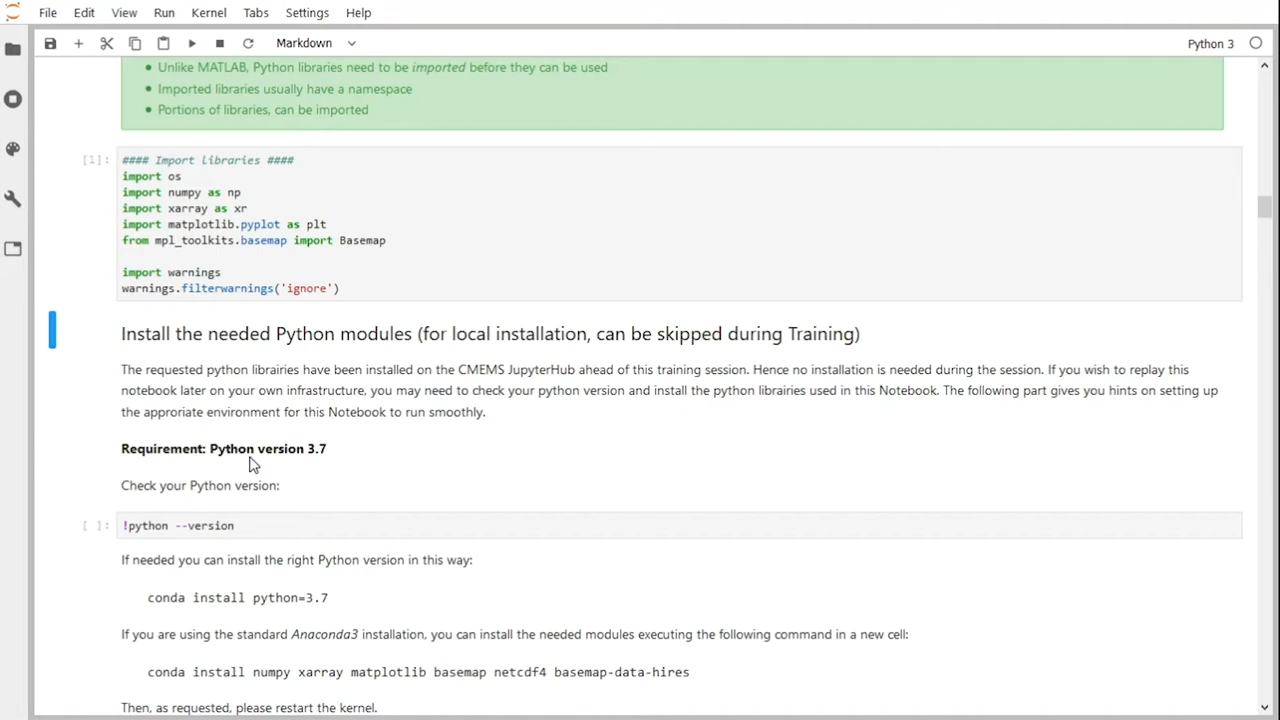 File Edit View Run Kernel Tabs Settings Help
Markdown Python 3
Unlike MATLAB, Python libraries need to be imported before they can be used
Imported libraries usually have a namespace
Portions of libraries, can be imported
[1]: #### Import libraries ####
import os
import numpy as np
import xarray as xr
import matplotlib.pyplot as plt
from mpl_toolkits.basemap import Basemap
import warnings
warnings.filterwarnings('ignore')
Install the needed Python modules (for local installation, can be skipped during Training)
The requested python librairies have been installed on the CMEMS JupyterHub ahead of this training session. Hence no installation is needed during the session. If you wish to replay this
notebook later on your own infrastructure, you may need to check your python version and install the python librairies used in this Notebook. The following part gives you hints on setting up
the approriate environment for this Notebook to run smoothly.
Requirement: Python version 3.7
Check your Python version:
[ ]: !python --version
If needed you can install the right Python version in this way:
conda install python=3.7
If you are using the standard Anaconda3 installation, you can install the needed modules executing the following command in a new cell:
conda install numpy xarray matplotlib basemap netcdf4 basemap-data-hires
Then, as requested, please restart the kernel.